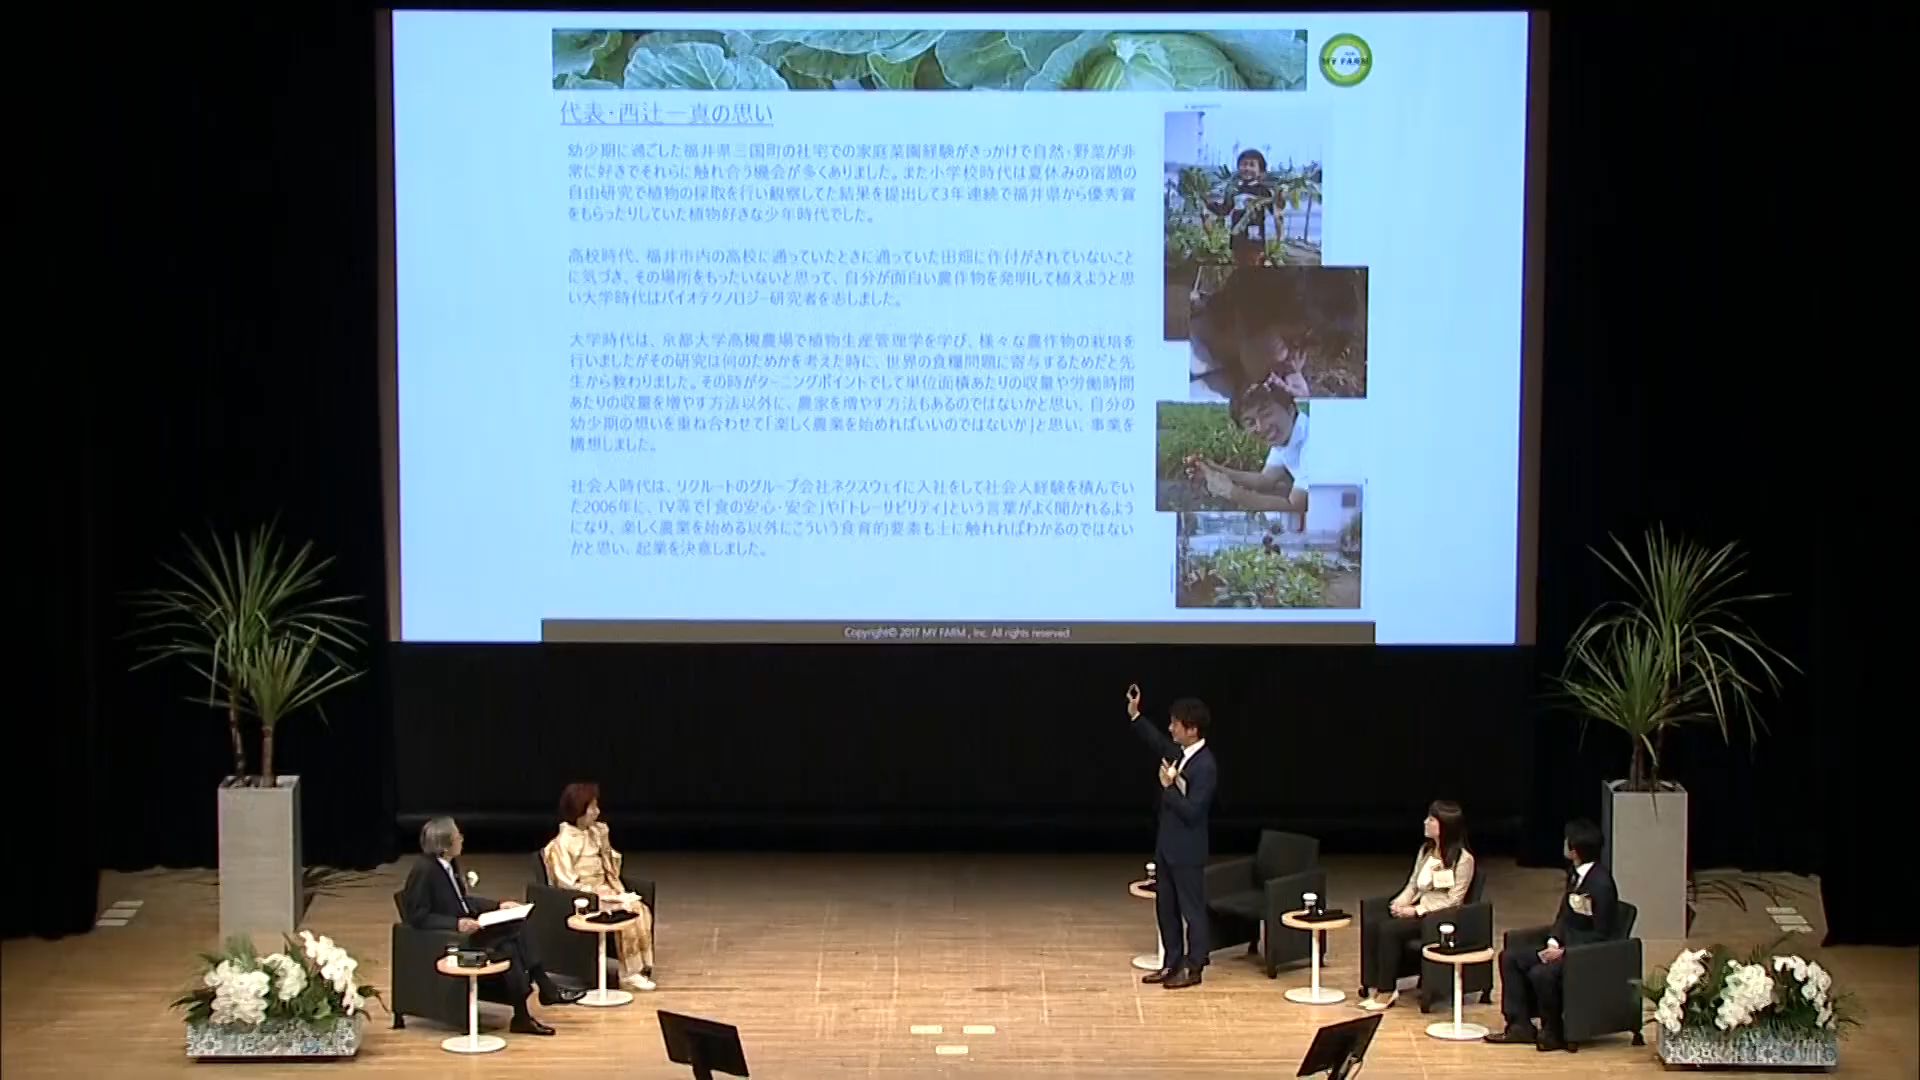 MY FARM
代表・西辻一真の思い
幼少期に過ごした福井県三国町の社宅での家庭菜園経験がきっかけで自然・野菜が非
常に好きでそれらに触れ合う機会が多くありました。また小学校時代は夏休みの宿題の
自由研究で植物の採取を行い観察してた結果を提出して3年連続で福井県から優秀賞
をもらったりしていた植物好きな少年時代でした。
高校時代、福井市内の高校に通っていたときに通っていた田畑に作付がされていないこと
に気づき、その場所をもったいないと思って、自分が面白い農作物を発明して植えようと思
い大学時代はバイオテクノロジー研究者を志しました。
大学時代は、京都大学高槻農場で植物生産管理学を学び、様々な農作物の栽培を
行いましたがその研究は何のためかを考えた時に、世界の食糧問題に寄与するためだと先
生から教わりました。その時がターニングポイントでして単位面積あたりの収量や労働時間
あたりの収量を増やす方法以外に、農家を増やす方法もあるのではないかと思い、自分の
幼少期の想いを重ね合わせて「楽しく農業を始めればいいのではないか」と思い、事業を
構想しました。
社会人時代は、リクルートのグループ会社ネクスウェイに入社をして社会人経験を積んでい
た2006年に、TV等で「食の安心・安全」や「トレーサビリティ」という言葉がよく聞かれるよう
になり、楽しく農業を始める以外にこういう食育的要素も土に触れればわかるのではない
かと思い、起業を決意しました。
Copyright© 2017 MY FARM , Inc. All rights reserved